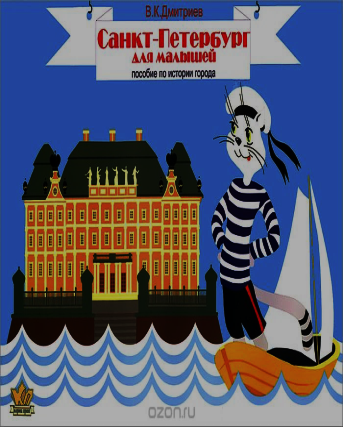 В.К.Дмитриев
Санкт-Петербург
для малышей
пособие по истории города
ozon.ru